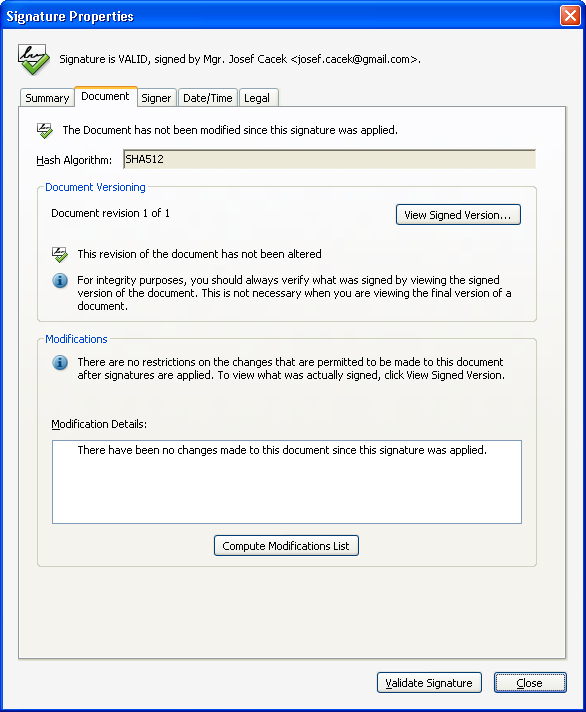 Signature Properties
Signature is VALID, signed by Mgr. Josef Cacek <josef.cacek@gmail.com>.
Summary Document Signer Date/Time Legal
The Document has not been modified since this signature was applied.
Hash Algorithm: SHA512
Document Versioning
Document revision 1 of 1 View Signed Version...
This revision of the document has not been altered
For integrity purposes, you should always verify what was signed by viewing the signed
version of the document. This is not necessary when you are viewing the final version of a
document.
Modifications
There are no restrictions on the changes that are permitted to be made to this document
after signatures are applied. To view what was actually signed, click View Signed Version.
Modification Details:
There have been no changes made to this document since this signature was applied.
Compute Modifications List
Validate Signature Close